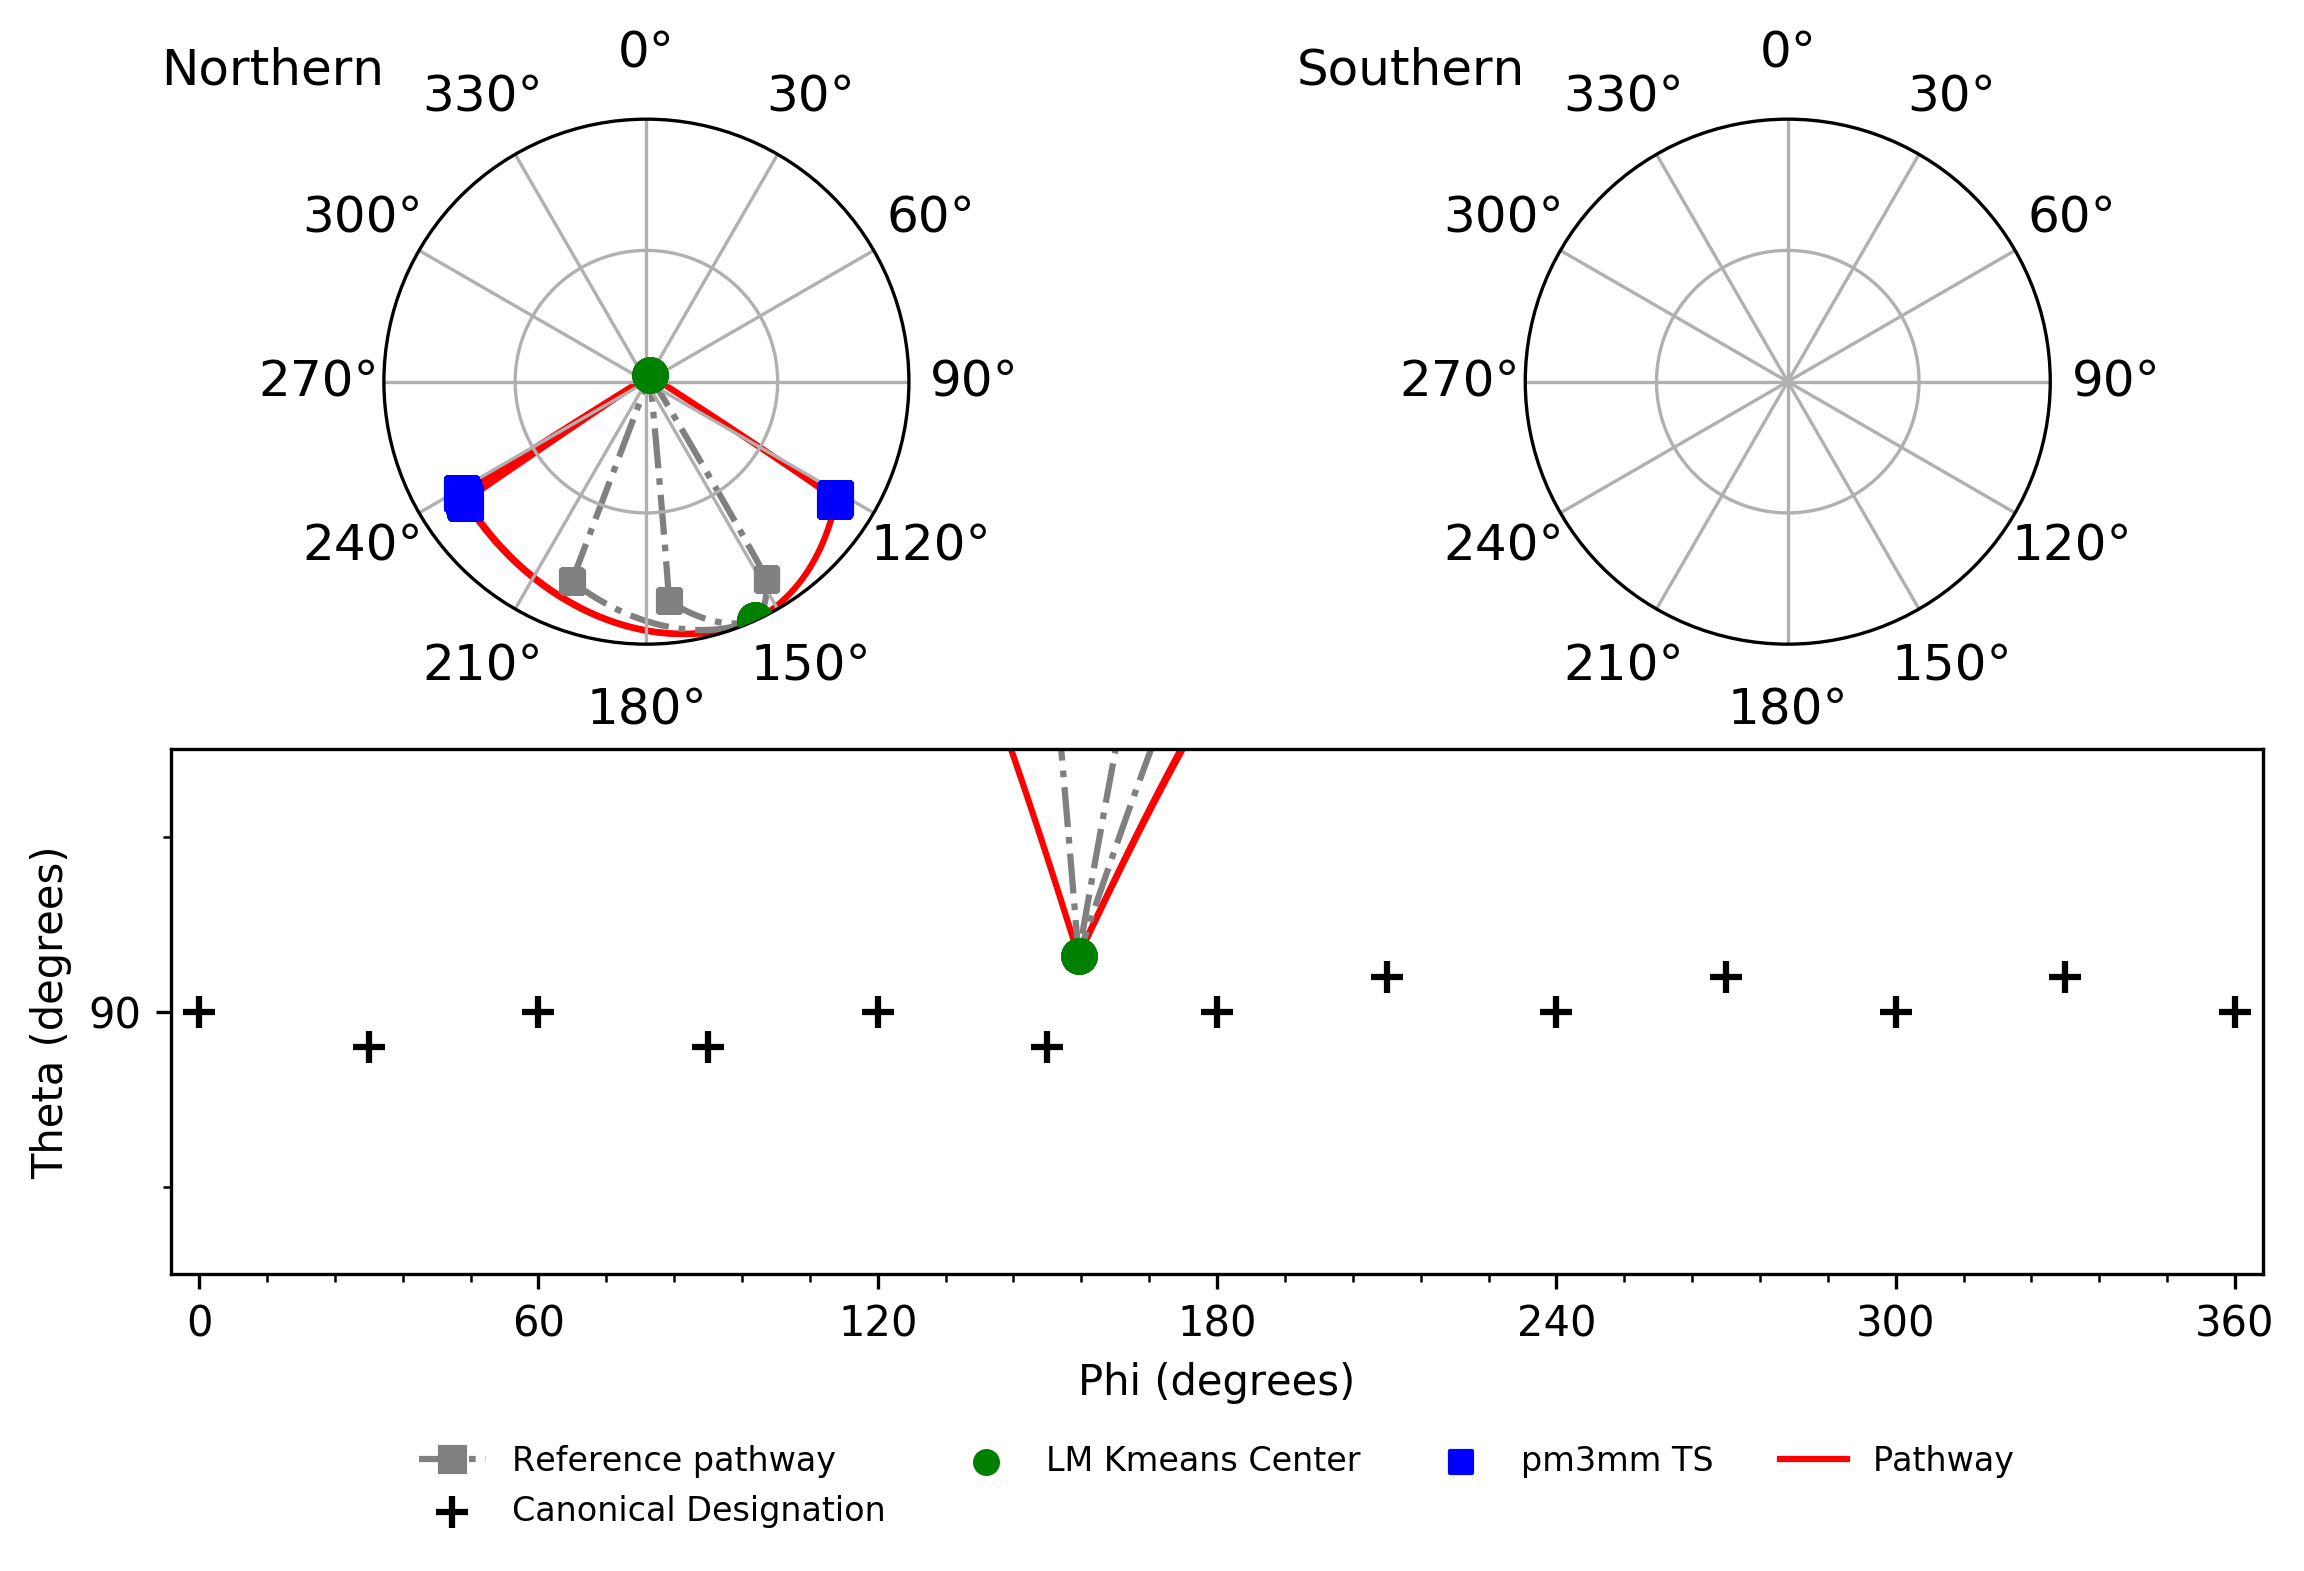 Northern
0°
330°
30°
300°
60°
270°
90°
240°
120°
210°
150°
180°
Southern
0°
330°
30°
300°
60°
270°
90°
240°
120°
210°
150°
180°
Theta (degrees)
90
0 60 120 180 240 300 360
Phi (degrees)
Reference pathway
Canonical Designation
LM Kmeans Center
pm3mm TS
Pathway